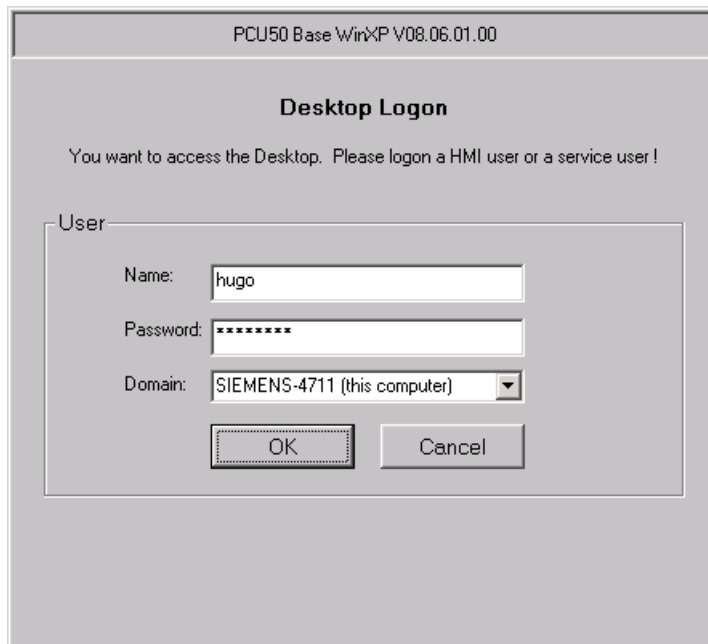 PCU50 Base WinXP V08.06.01.00
Desktop Logon
You want to access the Desktop. Please logon a HMI user or a service user !
User
Name: hugo
Password: ********
Domain: SIEMENS-4711 (this computer)
OK Cancel